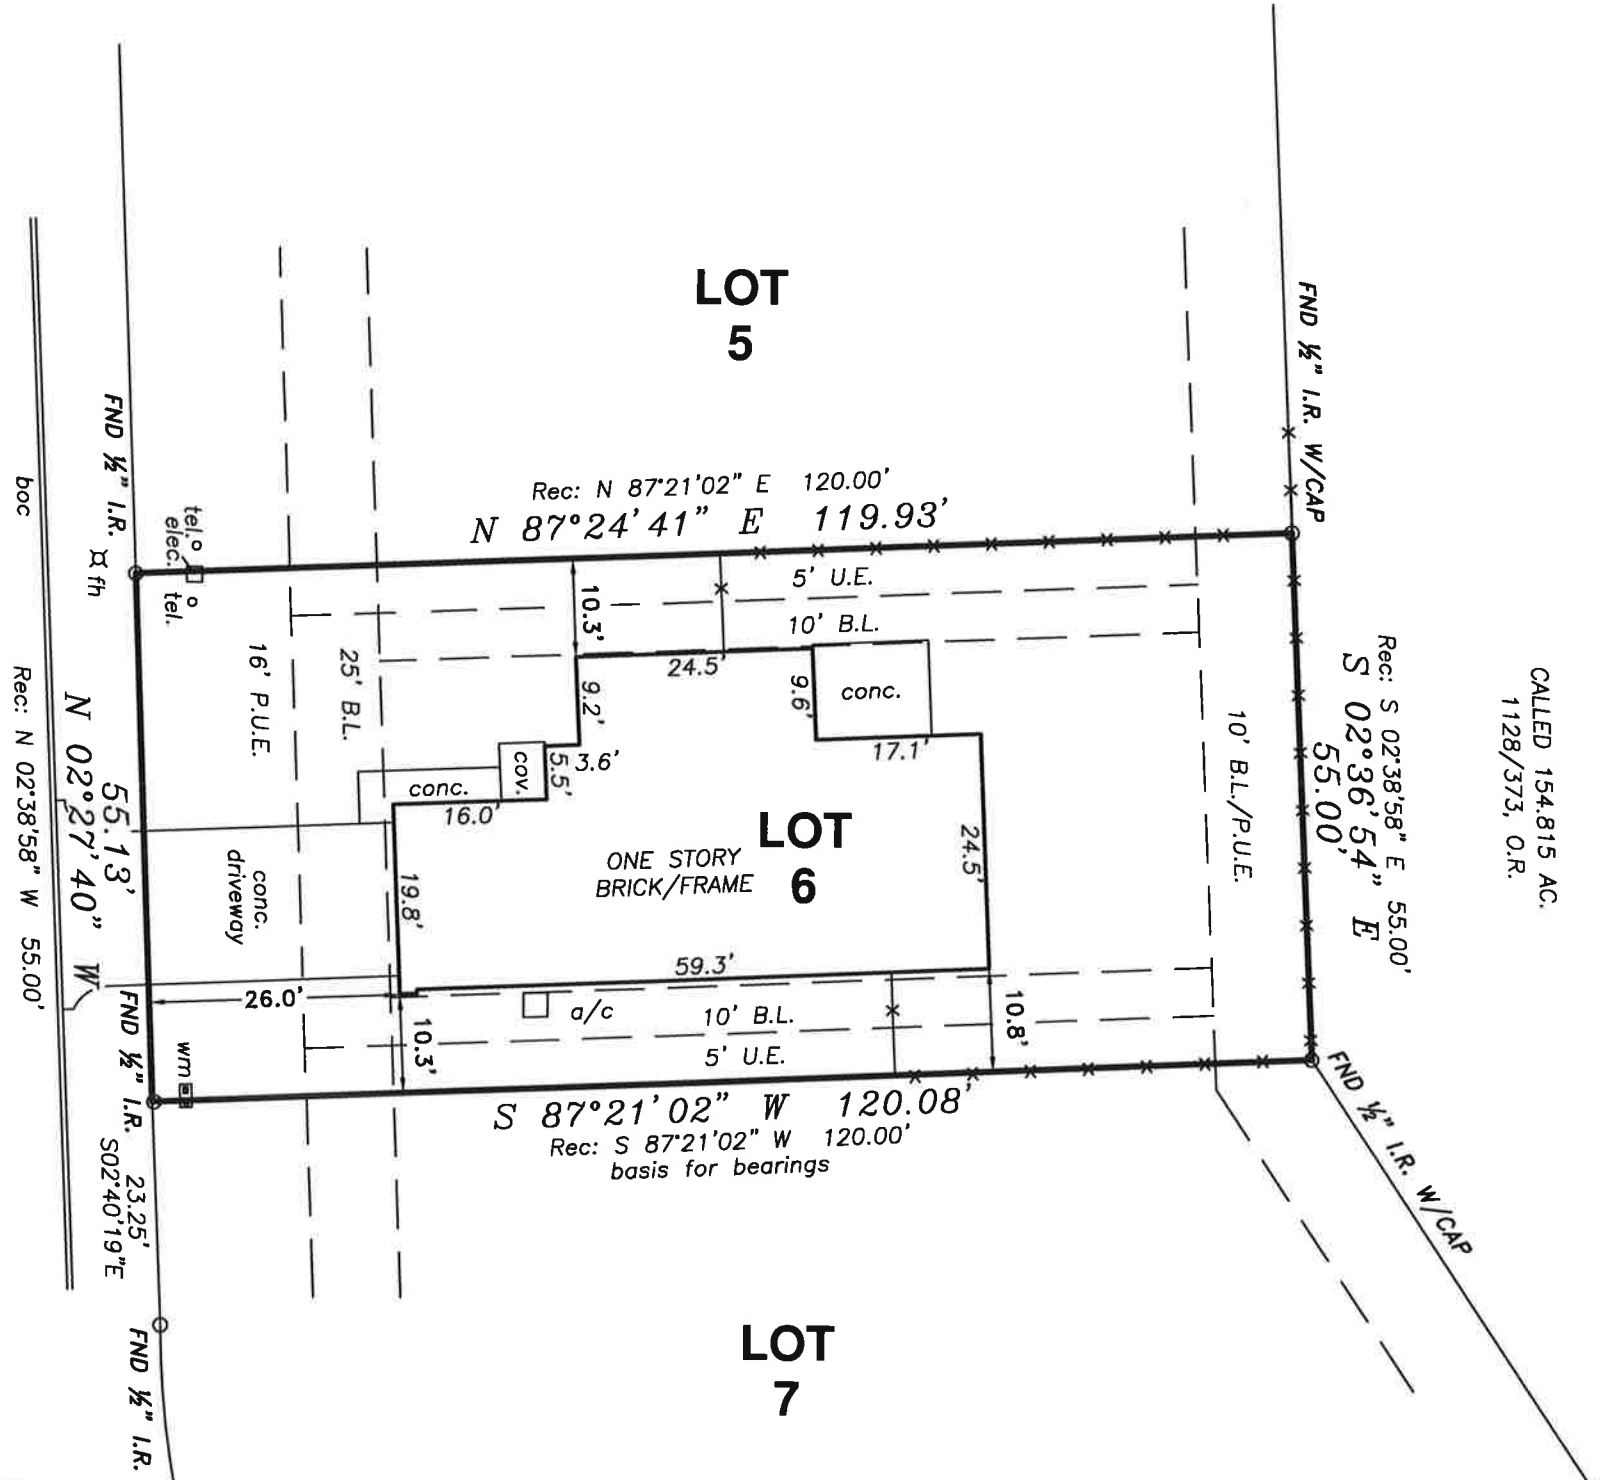 LOT
5
FND ½" I.R. W/CAP
FND ½" I.R.
boc
fh
tel.
elec.
tel.
Rec: N 87°21'02" E 120.00'
N 87°24'41" E 119.93'
5' U.E.
10' B.L.
10.3'
24.5'
9.2'
9.6'
conc.
17.1'
3.6'
5.5'
cov.
conc.
16.0'
16' P.U.E.
25' B.L.
10' B.L./P.U.E.
Rec: S 02°38'58" E 55.00'
S 02°36'54" E
55.00'
CALLED 154.815 AC.
1128/373, O.R.
LOT
6
ONE STORY
BRICK/FRAME
24.5'
19.8'
59.3'
conc.
driveway
55.13'
N 02°27'40" W
Rec: N 02°38'58" W 55.00'
26.0'
a/c
10' B.L.
5' U.E.
10.3'
10.8'
wm
FND ½" I.R.
S 87°21'02" W 120.08'
Rec: S 87°21'02" W 120.00'
basis for bearings
FND ½" I.R. W/CAP
23.25'
S02°40'19"E
FND ½" I.R.
LOT
7